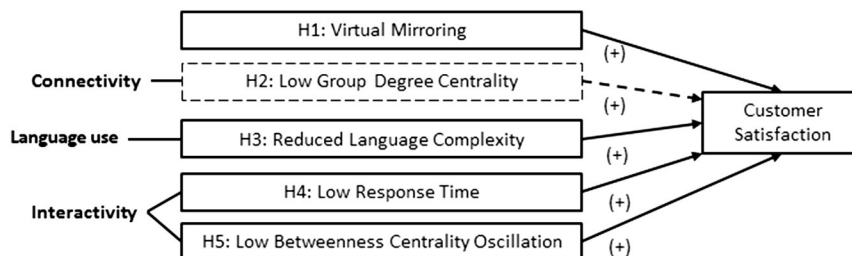 H1: Virtual Mirroring
(+)
Connectivity
H2: Low Group Degree Centrality
(+)
Customer
Satisfaction
Language use
H3: Reduced Language Complexity
(+)
H4: Low Response Time
(+)
Interactivity
H5: Low Betweenness Centrality Oscillation
(+)